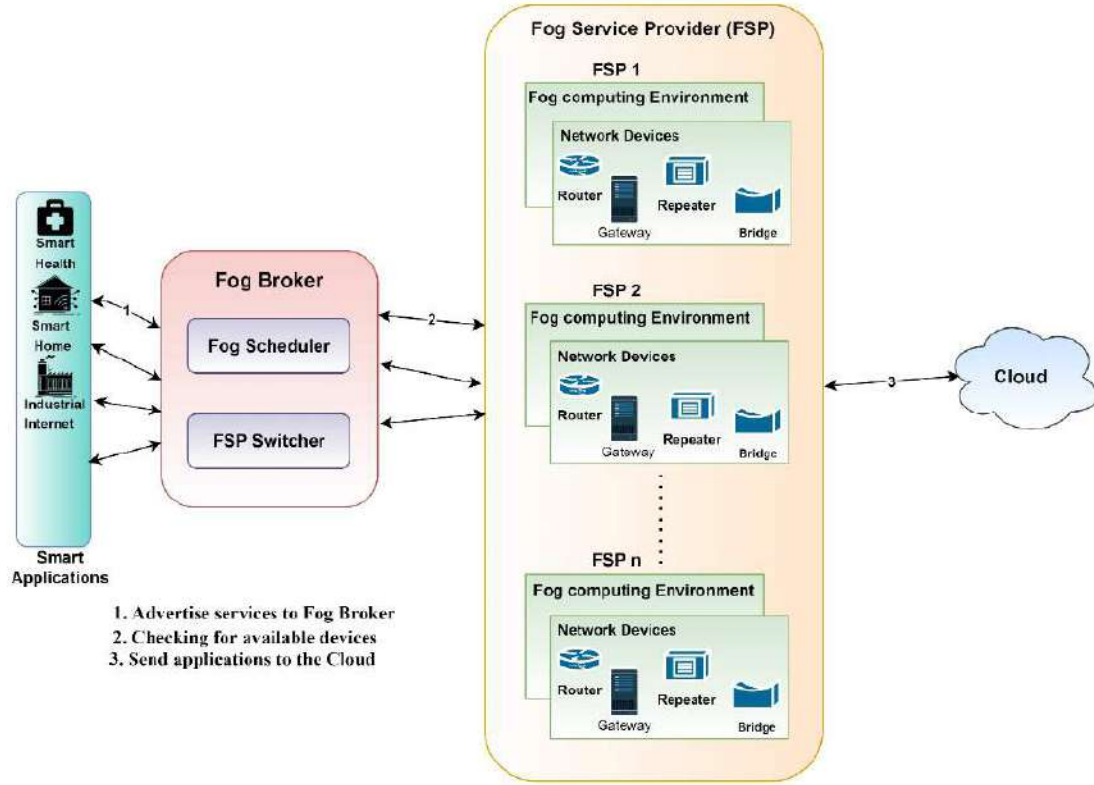 Smart
Health
Smart
Home
Industrial
Internet
Smart
Applications
1
Fog Broker
Fog Scheduler
FSP Switcher
2
Fog Service Provider (FSP)
FSP 1
Fog computing Environment
Network Devices
Router
Repeater
Gateway
Bridge
FSP 2
Fog computing Environment
Network Devices
Router
Repeater
Gateway
Bridge
FSP n
Fog computing Environment
Network Devices
Router
Repeater
Gateway
Bridge
3
Cloud
1. Advertise services to Fog Broker
2. Checking for available devices
3. Send applications to the Cloud